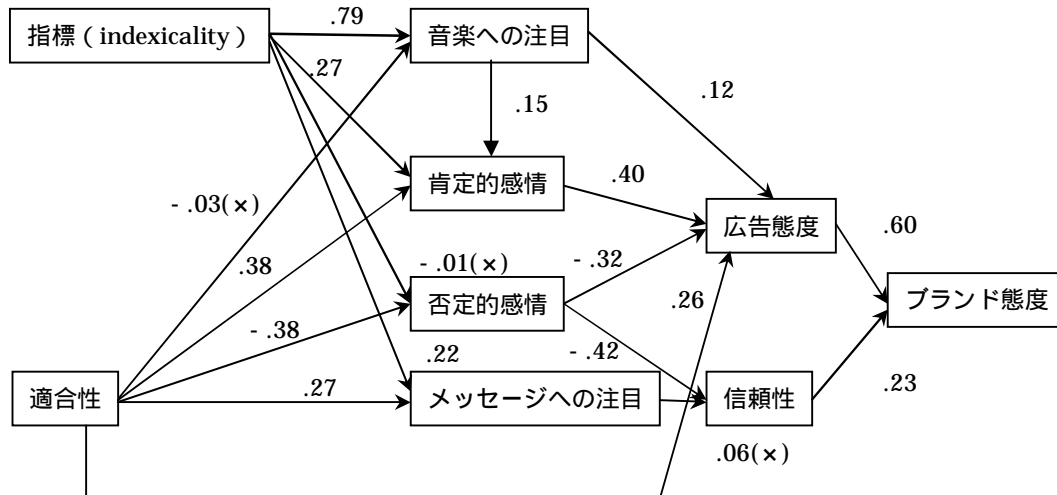 .79
指標（indexicality）
音楽への注目
.27
.12
.15
肯定的感情
.40
- .03(×)
広告態度
.60
.38
- .01(×)
- .32
否定的感情
.26
ブランド態度
- .38
.22
- .42
.27
適合性
メッセージへの注目
信頼性
.23
.06(×)